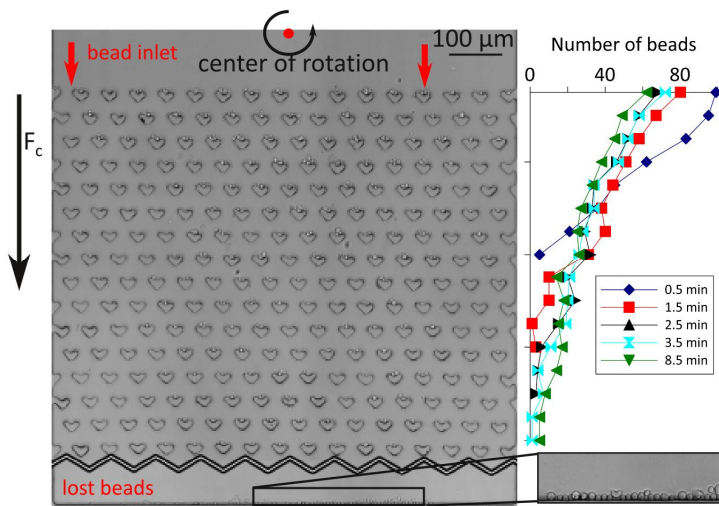 bead inlet
center of rotation
100 µm
Fc
lost beads
Number of beads
0 40 80
0.5 min
1.5 min
2.5 min
3.5 min
8.5 min